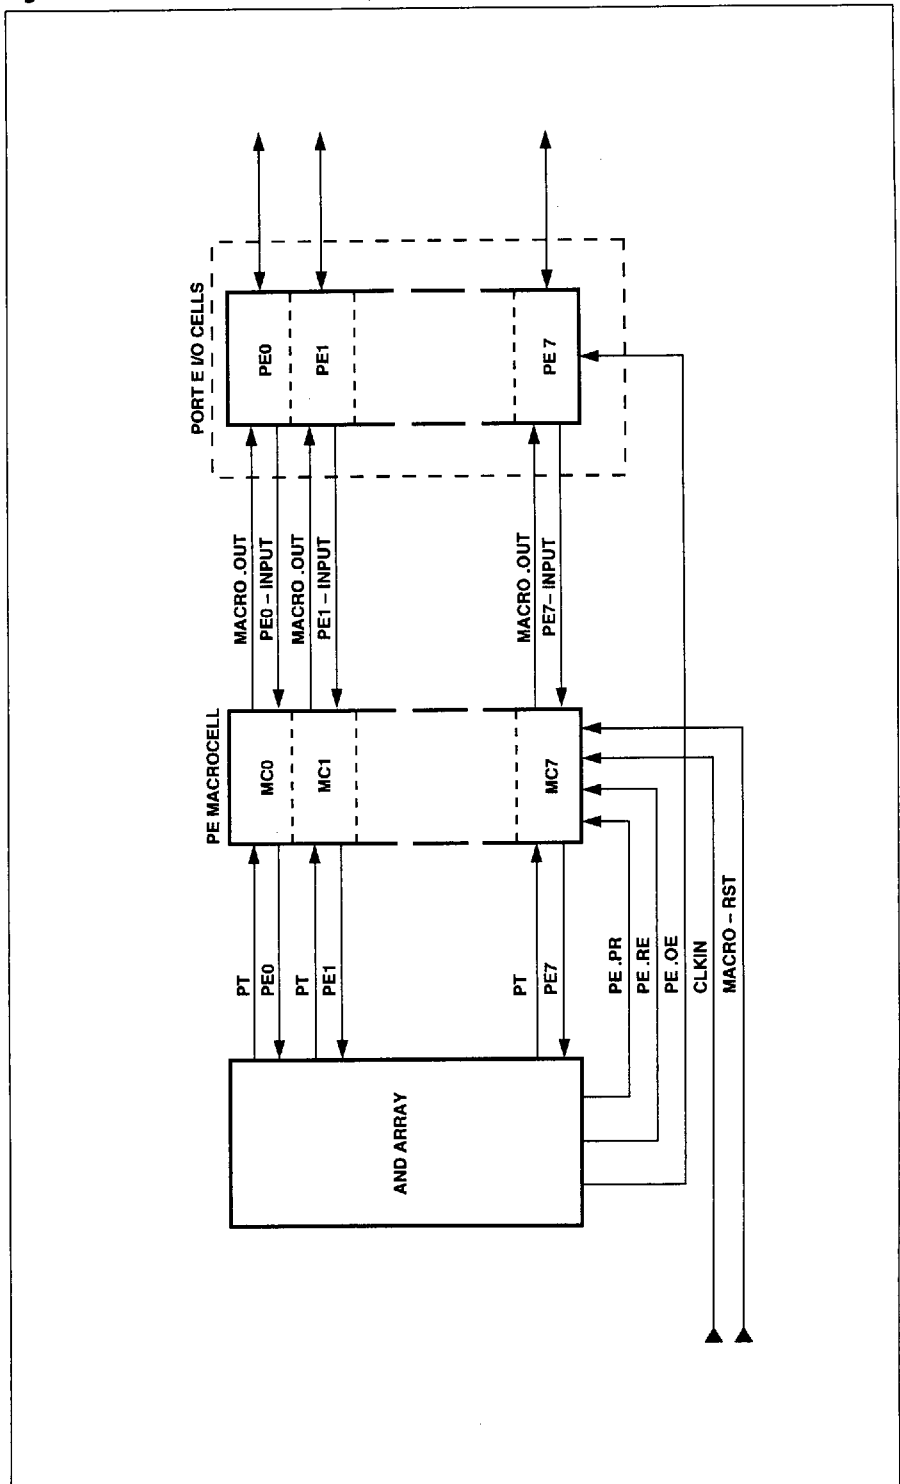 PORT E I/O CELLS
PE0
PE1
PE 7
MACRO .OUT
PE0 – INPUT
MACRO .OUT
PE1 – INPUT
MACRO .OUT
PE7– INPUT
PE MACROCELL
MC0
MC1
MC7
PT
PE0
PT
PE1
PT
PE7
PE .PR
PE .RE
PE .OE
CLKIN
MACRO – RST
AND ARRAY